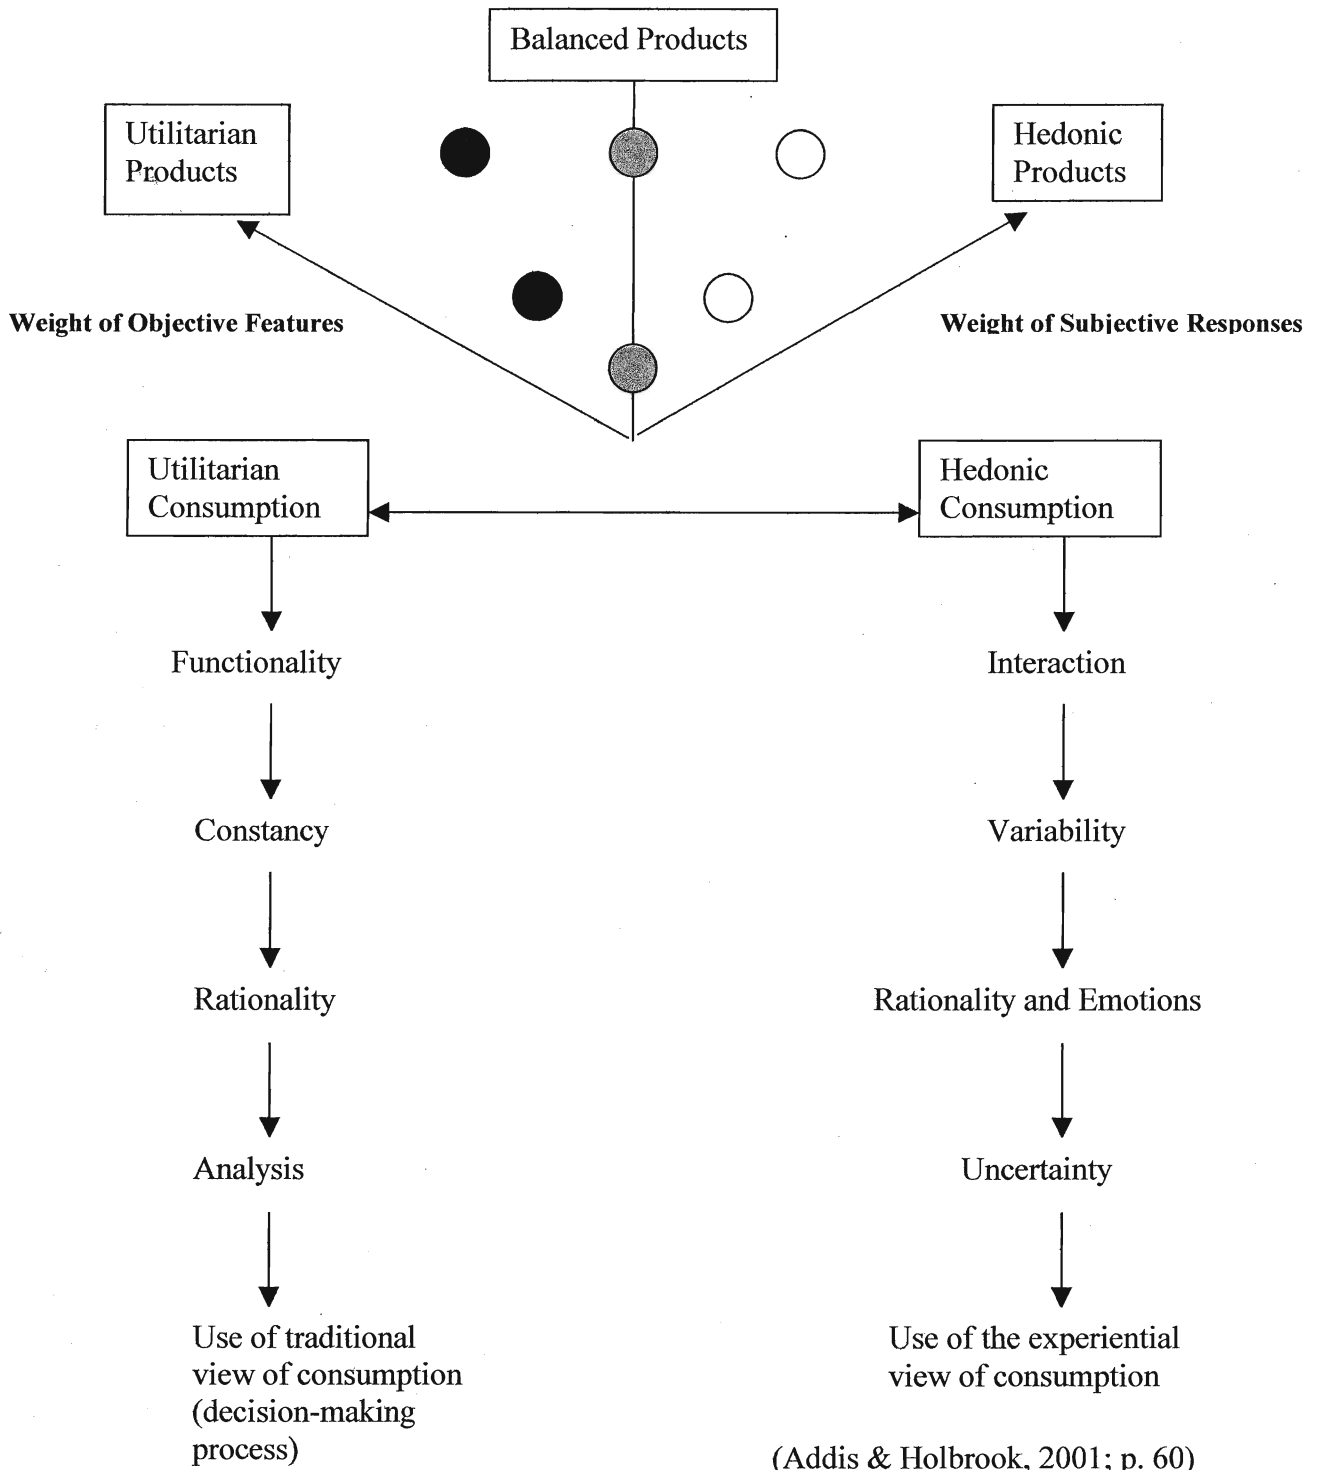 Balanced Products
Utilitarian
Products
Hedonic
Products
Weight of Objective Features
Weight of Subjective Responses
Utilitarian
Consumption
Hedonic
Consumption
Functionality
Interaction
Constancy
Variability
Rationality
Rationality and Emotions
Analysis
Uncertainty
Use of traditional
view of consumption
(decision-making
process)
Use of the experiential
view of consumption
(Addis & Holbrook, 2001; p. 60)